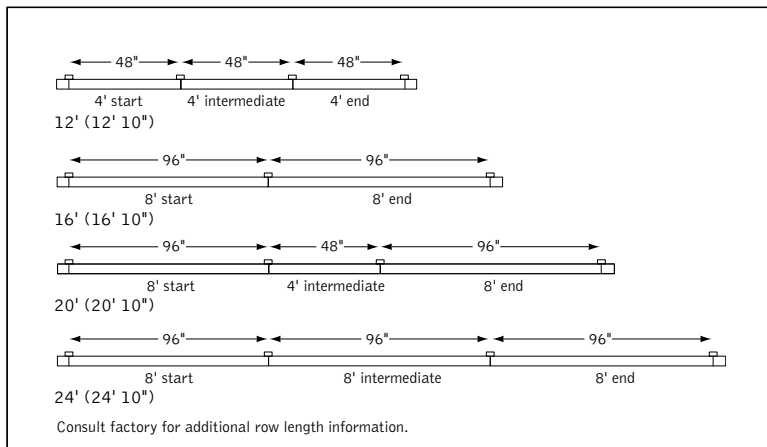 48" 48" 48"
4' start 4' intermediate 4' end
12' (12' 10")
96" 96"
8' start 8' end
16' (16' 10")
96" 48" 96"
8' start 4' intermediate 8' end
20' (20' 10")
96" 96" 96"
8' start 8' intermediate 8' end
24' (24' 10")
Consult factory for additional row length information.